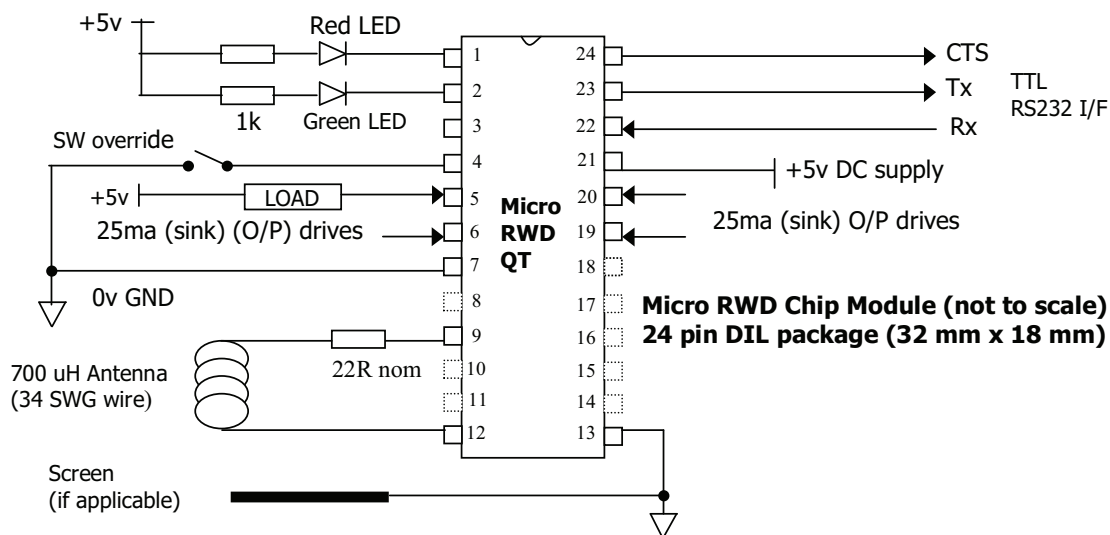 +5v
Red LED
1k
Green LED
SW override
+5v
LOAD
25ma (sink) (O/P) drives
0v GND
700 uH Antenna
(34 SWG wire)
22R nom
Screen
(if applicable)
1
2
3
4
5
6
7
8
9
10
11
12
Micro
RWD
QT
24
23
22
21
20
19
18
17
16
15
14
13
CTS
Tx
Rx
TTL
RS232 I/F
+5v DC supply
25ma (sink) O/P drives
Micro RWD Chip Module (not to scale)
24 pin DIL package (32 mm x 18 mm)